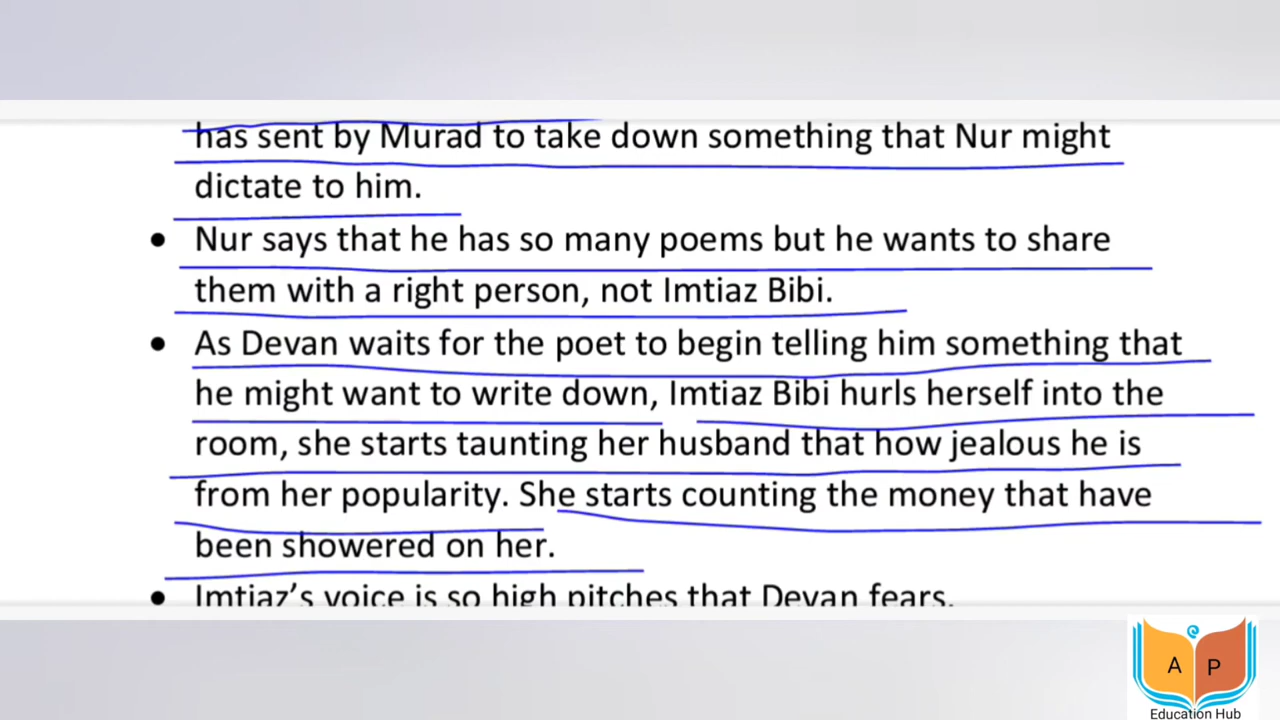 has sent by Murad to take down something that Nur might
dictate to him.
• Nur says that he has so many poems but he wants to share
them with a right person, not Imtiaz Bibi.
• As Devan waits for the poet to begin telling him something that
he might want to write down, Imtiaz Bibi hurls herself into the
room, she starts taunting her husband that how jealous he is
from her popularity. She starts counting the money that have
been showered on her.
• Imtiaz’s voice is so high pitches that Devan fears.
A P
Education Hub